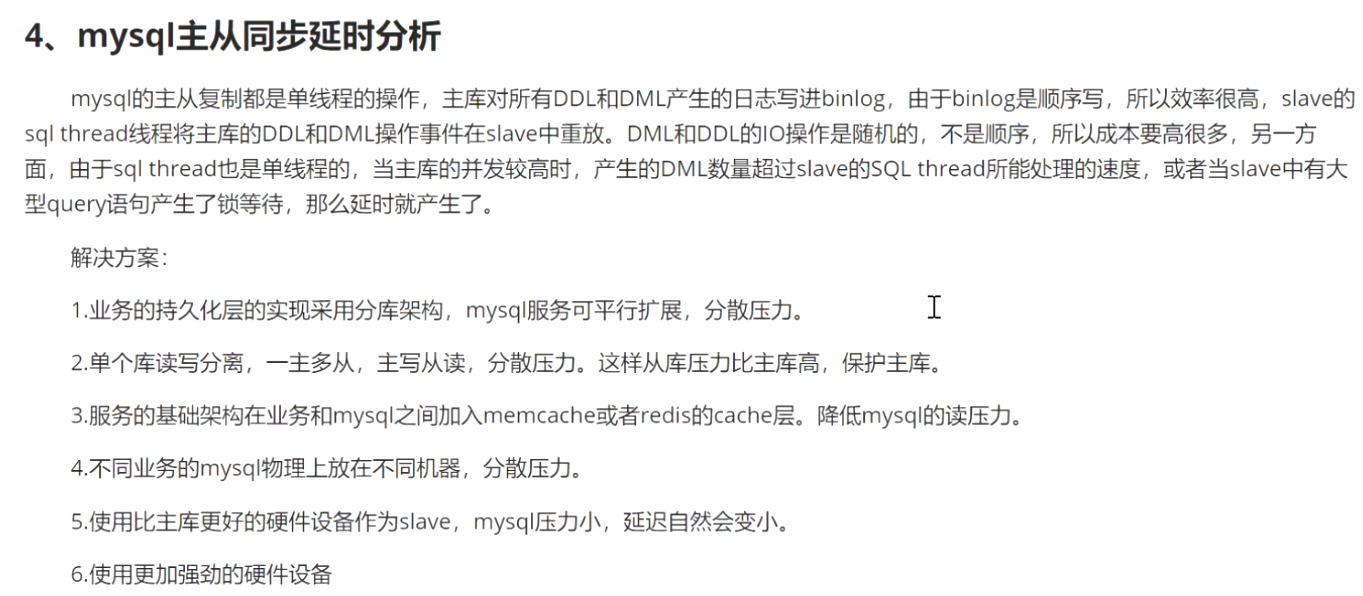 4、mysql主从同步延时分析
mysql的主从复制都是单线程的操作，主库对所有DDL和DML产生的日志写进binlog，由于binlog是顺序写，所以效率很高，slave的
sql thread线程将主库的DDL和DML操作事件在slave中重放。DML和DDL的IO操作是随机的，不是顺序，所以成本要高很多，另一方
面，由于sql thread也是单线程的，当主库的并发较高时，产生的DML数量超过slave的SQL thread所能处理的速度，或者当slave中有大
型query语句产生了锁等待，那么延时就产生了。
解决方案：
1.业务的持久化层的实现采用分库架构，mysql服务可平行扩展，分散压力。
2.单个库读写分离，一主多从，主写从读，分散压力。这样从库压力比主库高，保护主库。
3.服务的基础架构在业务和mysql之间加入memcache或者redis的cache层。降低mysql的读压力。
4.不同业务的mysql物理上放在不同机器，分散压力。
5.使用比主库更好的硬件设备作为slave，mysql压力小，延迟自然会变小。
6.使用更加强劲的硬件设备